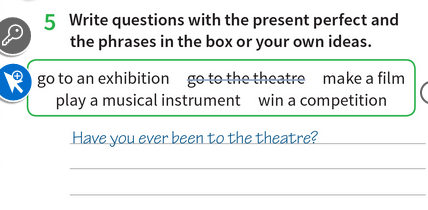 5 Write questions with the present perfect and
the phrases in the box or your own ideas.
go to an exhibition go to the theatre make a film
play a musical instrument win a competition
Have you ever been to the theatre?